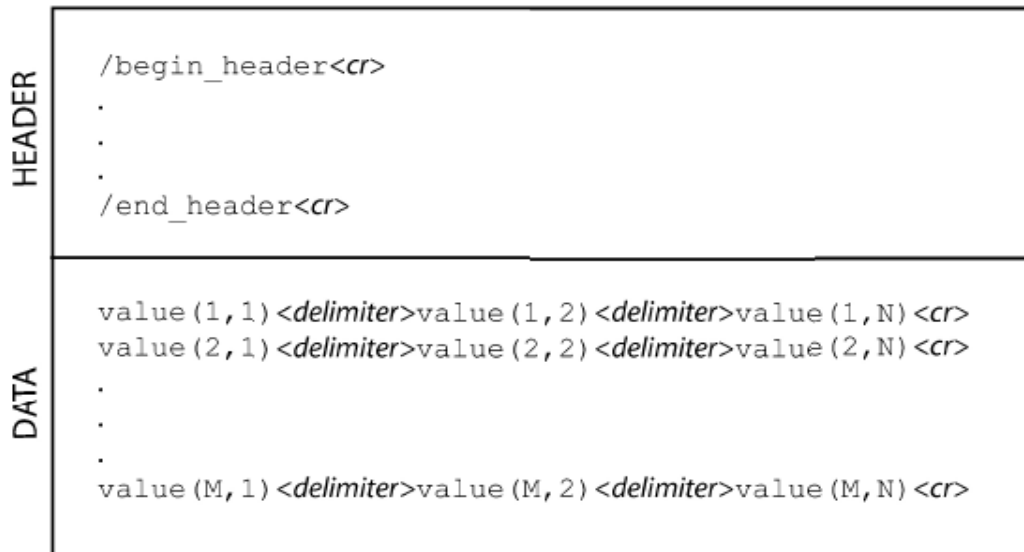 HEADER
/begin_header<cr>
.
.
.
/end_header<cr>
DATA
value(1,1)<delimiter>value(1,2)<delimiter>value(1,N)<cr>
value(2,1)<delimiter>value(2,2)<delimiter>value(2,N)<cr>
.
.
.
value(M,1)<delimiter>value(M,2)<delimiter>value(M,N)<cr>